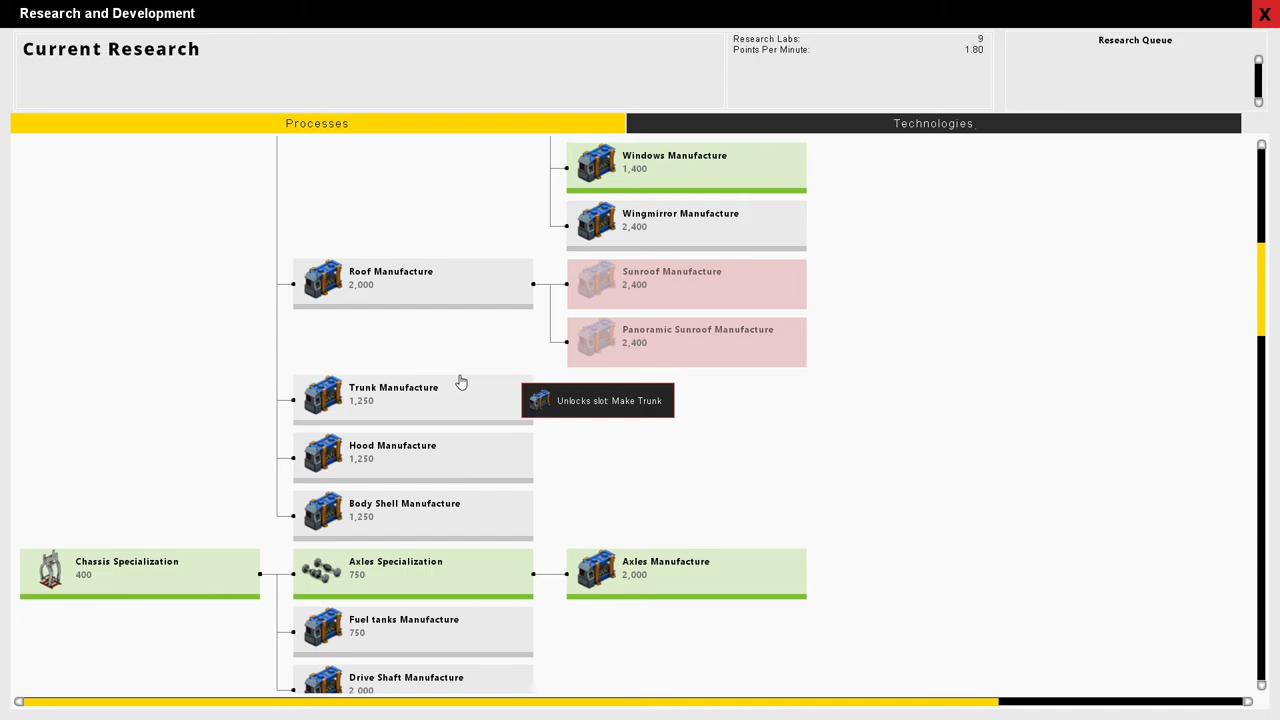 Research and Development
X
Current Research
Research Labs: 9
Points Per Minute: 1.80
Research Queue
Processes
Technologies
Windows Manufacture
1,400
Wingmirror Manufacture
2,400
Roof Manufacture
2,000
Sunroof Manufacture
2,400
Panoramic Sunroof Manufacture
2,400
Trunk Manufacture
1,250
Unlocks slot: Make Trunk
Hood Manufacture
1,250
Body Shell Manufacture
1,250
Chassis Specialization
400
Axles Specialization
750
Axles Manufacture
2,000
Fuel tanks Manufacture
750
Drive Shaft Manufacture
2,000